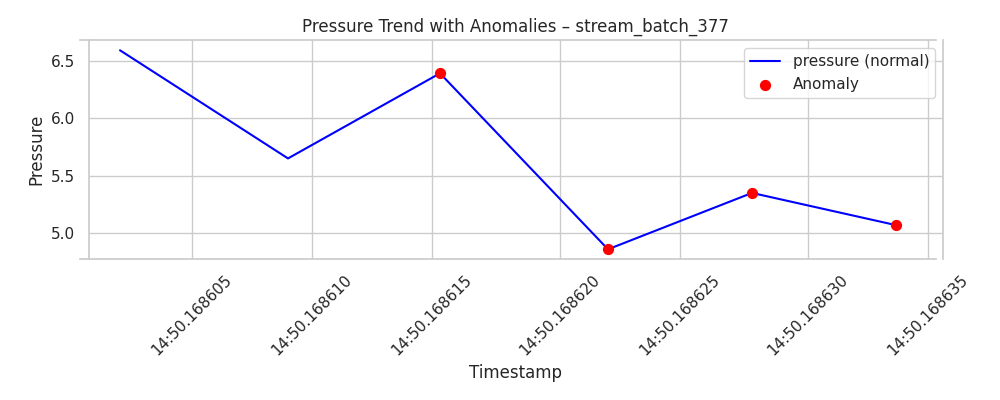 Pressure Trend with Anomalies – stream_batch_377
pressure (normal)
Anomaly
Pressure
6.5
6.0
5.5
5.0
14:50.168605
14:50.168610
14:50.168615
14:50.168620
14:50.168625
14:50.168630
14:50.168635
Timestamp